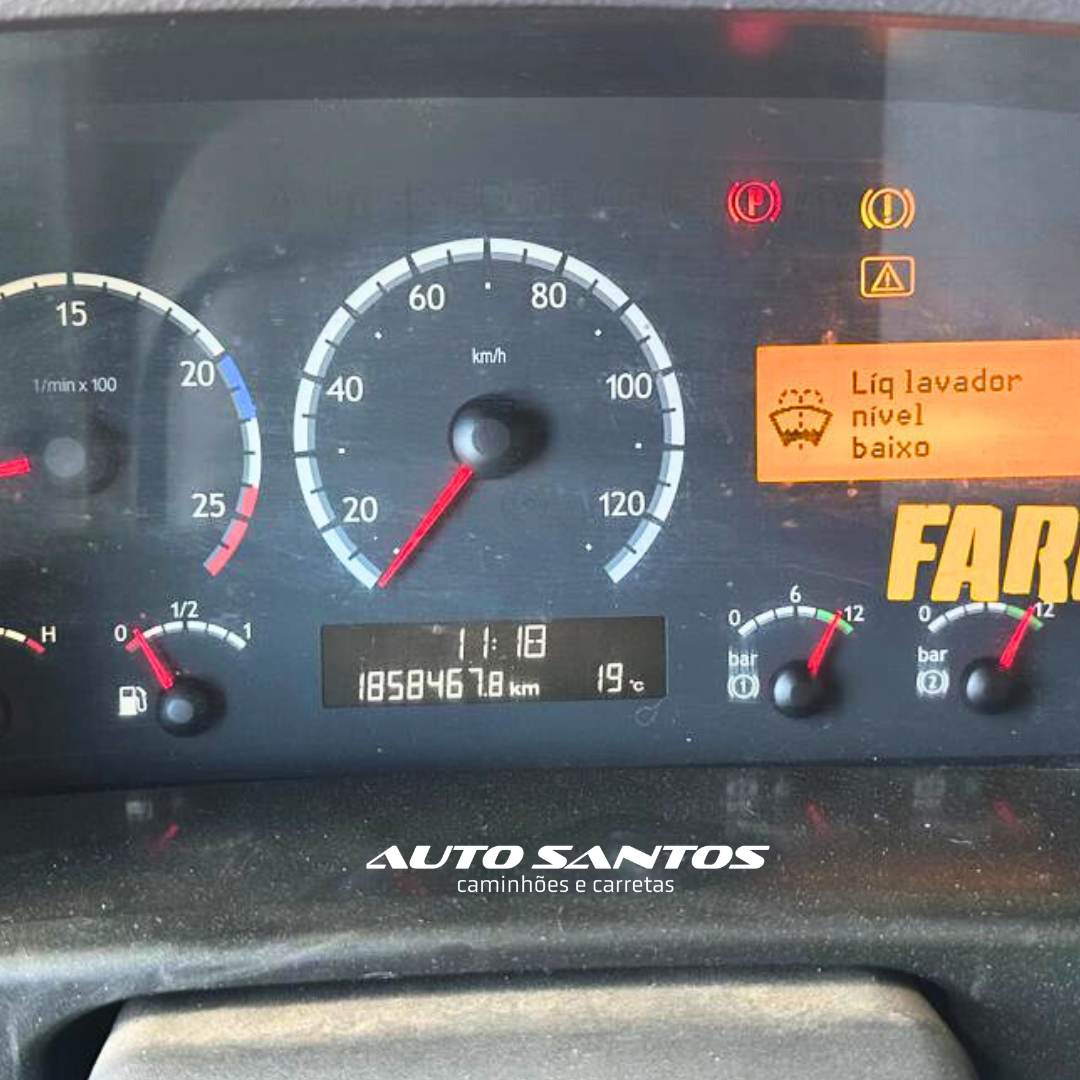 P
!
!
60
80
15
km/h
Líq lavador
nível
baixo
1/min x 100
20
40
100
25
20
120
H
0
1/2
1
11:18
1858467.8 km
19 °C
0
6
12
bar
1
0
12
bar
2
AUTO SANTOS
caminhões e carretas